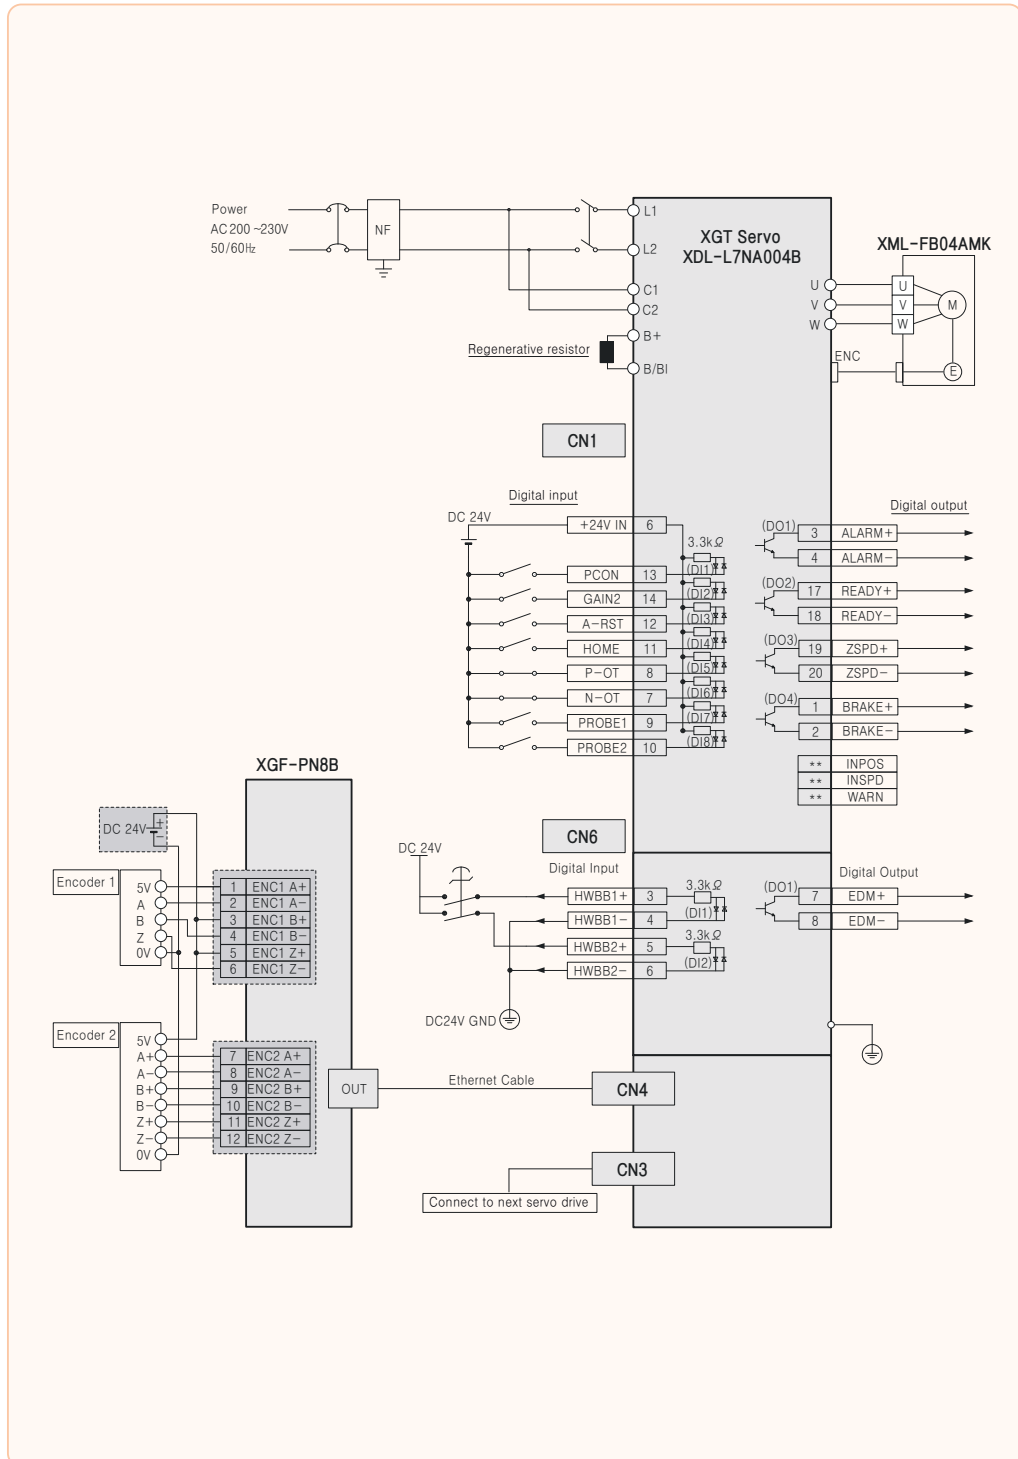 Power
AC 200 ~230V
50/60Hz
NF
L1
L2
C1
C2
B+
B/BI
Regenerative resistor
XGT Servo
XDL-L7NA004B
XML-FB04AMK
U
V
W
U
V
W
M
E
ENC
CN1
Digital input
DC 24V
+24V IN 6
PCON 13
GAIN2 14
A-RST 12
HOME 11
P-OT 8
N-OT 7
PROBE1 9
PROBE2 10
3.3kΩ
(DI1)
(DI2)
(DI3)
(DI4)
(DI5)
(DI6)
(DI7)
(DI8)
Digital output
(DO1)
3 ALARM+
4 ALARM-
(DO2)
17 READY+
18 READY-
(DO3)
19 ZSPD+
20 ZSPD-
(DO4)
1 BRAKE+
2 BRAKE-
** INPOS
** INSPD
** WARN
CN6
DC 24V
Digital Input
HWBB1+ 3
HWBB1- 4
HWBB2+ 5
HWBB2- 6
3.3kΩ
(DI1)
3.3kΩ
(DI2)
DC24V GND
Digital Output
(DO1)
7 EDM+
8 EDM-
XGF-PN8B
DC 24V
+
-
Encoder 1
5V
A
B
Z
0V
1 ENC1 A+
2 ENC1 A-
3 ENC1 B+
4 ENC1 B-
5 ENC1 Z+
6 ENC1 Z-
Encoder 2
5V
A+
A-
B+
B-
Z+
Z-
0V
7 ENC2 A+
8 ENC2 A-
9 ENC2 B+
10 ENC2 B-
11 ENC2 Z+
12 ENC2 Z-
OUT
Ethernet Cable
CN4
CN3
Connect to next servo drive